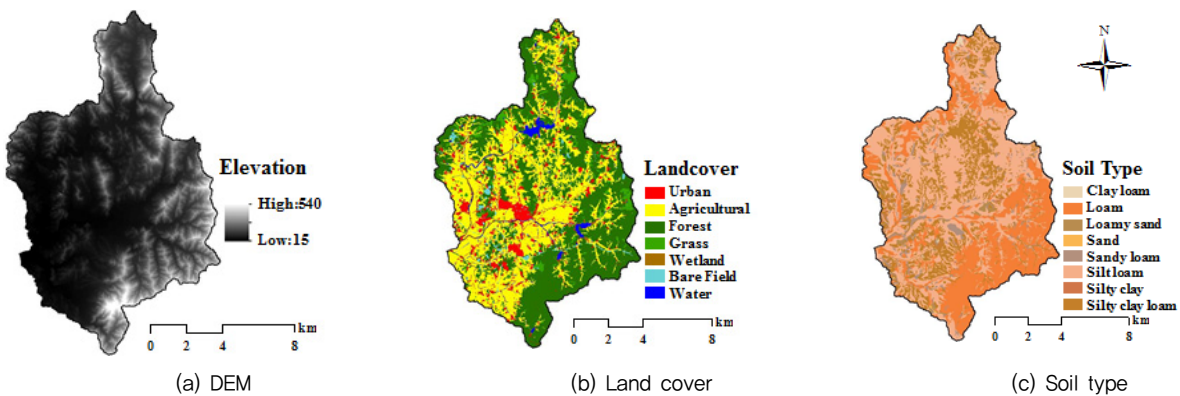 Elevation
High:540
Low:15
km
0 2 4 8
(a) DEM
Landcover
Urban
Agricultural
Forest
Grass
Wetland
Bare Field
Water
km
0 2 4 8
(b) Land cover
N
Soil Type
Clay loam
Loam
Loamy sand
Sand
Sandy loam
Silt loam
Silty clay
Silty clay loam
km
0 2 4 8
(c) Soil type